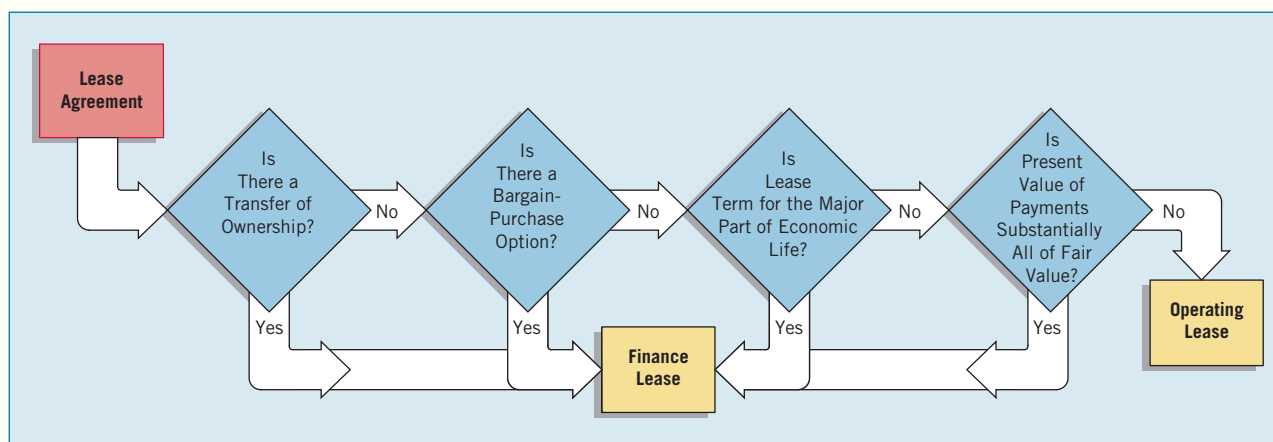 Lease
Agreement
Is
There a
Transfer of
Ownership?
No
Is
There a
Bargain-
Purchase
Option?
No
Is
Lease
Term for the Major
Part of Economic
Life?
No
Is
Present
Value of
Payments
Substantially
All of Fair
Value?
No
Operating
Lease
Yes
Yes
Finance
Lease
Yes
Yes